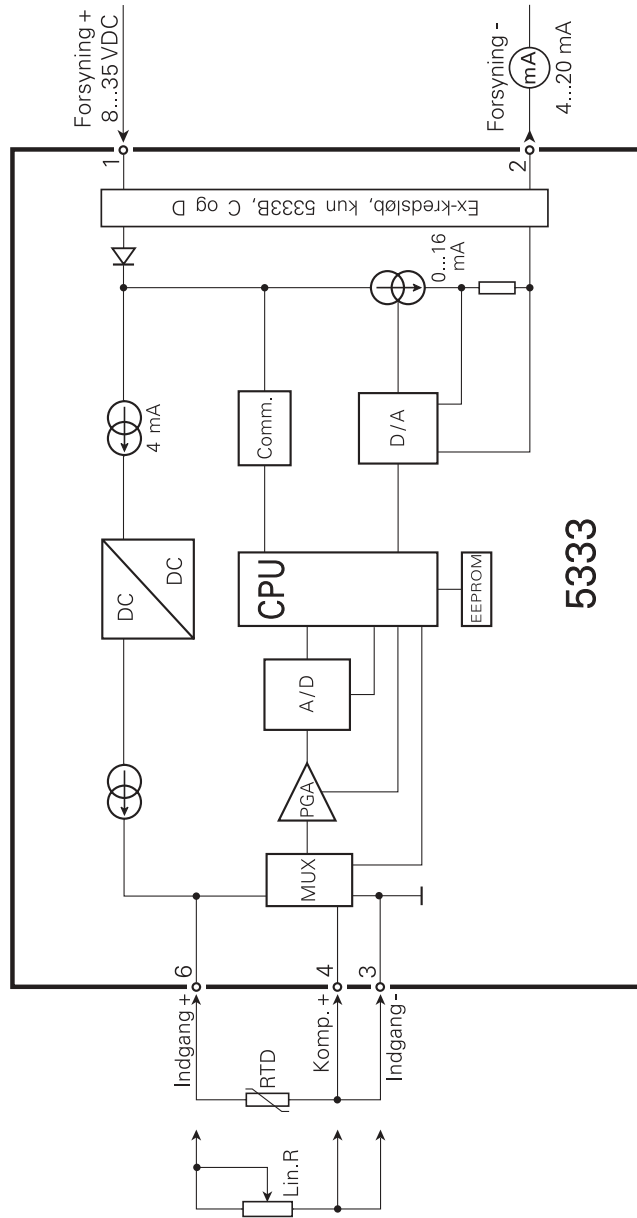 Forsyning +
8...35 VDC
Forsyning -
mA
4...20 mA
1
2
Ex-kredsløb, kun 5333B, C og D
0...16
mA
4 mA
Comm.
D/A
DC
DC
CPU
EEPROM
5333
A/D
PGA
MUX
6
4
3
Indgang +
Komp. +
Indgang -
RTD
Lin.R